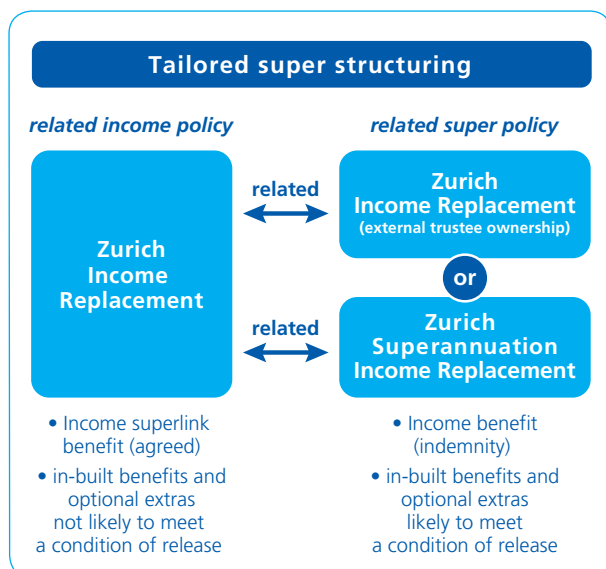 Tailored super structuring
related income policy
related super policy
Zurich
Income
Replacement
related
related
Zurich
Income Replacement
(external trustee ownership)
or
Zurich
Superannuation
Income Replacement
• Income superlink
benefit (agreed)
• in-built benefits and
optional extras
not likely to meet
a condition of release
• Income benefit
(indemnity)
• in-built benefits and
optional extras
likely to meet
a condition of release